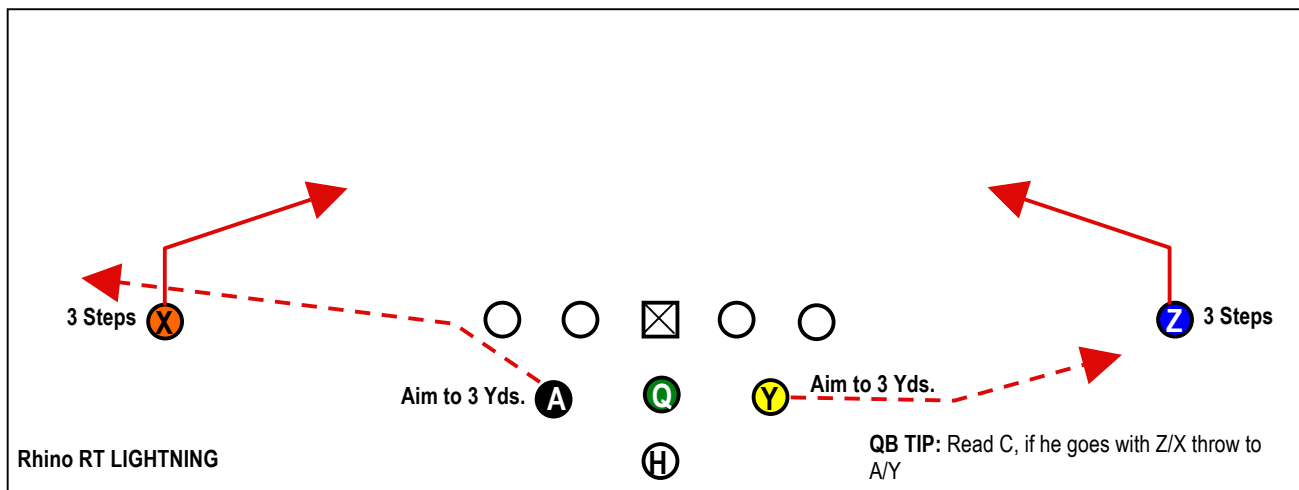 3 Steps
X
Z
3 Steps
Aim to 3 Yds.
A
Q
Y
Aim to 3 Yds.
H
Rhino RT LIGHTNING
QB TIP: Read C, if he goes with Z/X throw to
A/Y